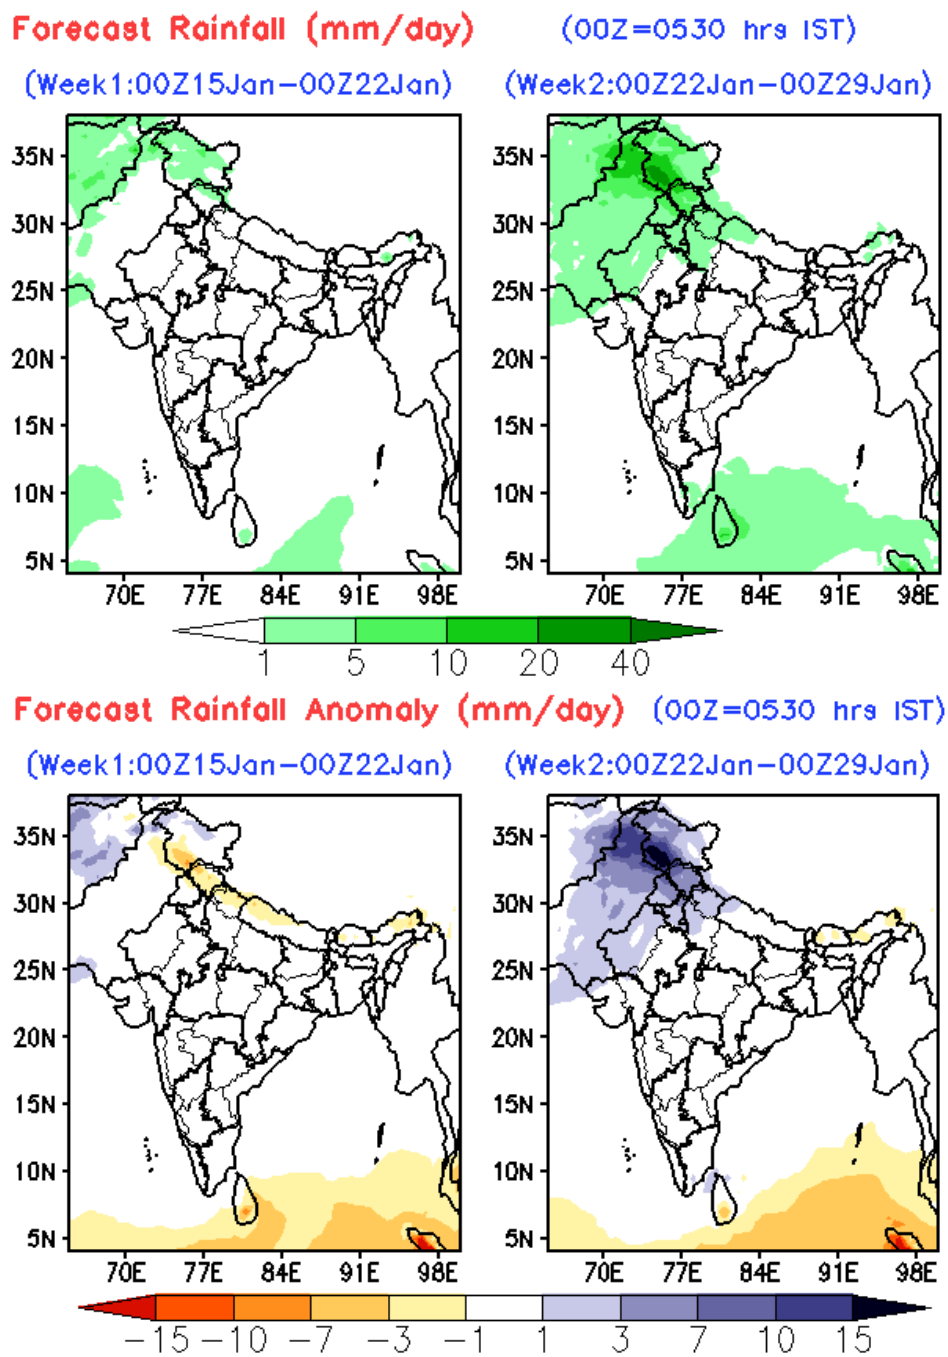 Forecast Rainfall (mm/day) (00Z=0530 hrs IST)
(Week1:00Z15Jan-00Z22Jan) (Week2:00Z22Jan-00Z29Jan)
35N 35N
30N 30N
25N 25N
20N 20N
15N 15N
10N 10N
5N 5N
70E 77E 84E 91E 98E 70E 77E 84E 91E 98E
1 5 10 20 40
Forecast Rainfall Anomaly (mm/day) (00Z=0530 hrs IST)
(Week1:00Z15Jan-00Z22Jan) (Week2:00Z22Jan-00Z29Jan)
35N 35N
30N 30N
25N 25N
20N 20N
15N 15N
10N 10N
5N 5N
70E 77E 84E 91E 98E 70E 77E 84E 91E 98E
-15 -10 -7 -3 -1 1 3 7 10 15